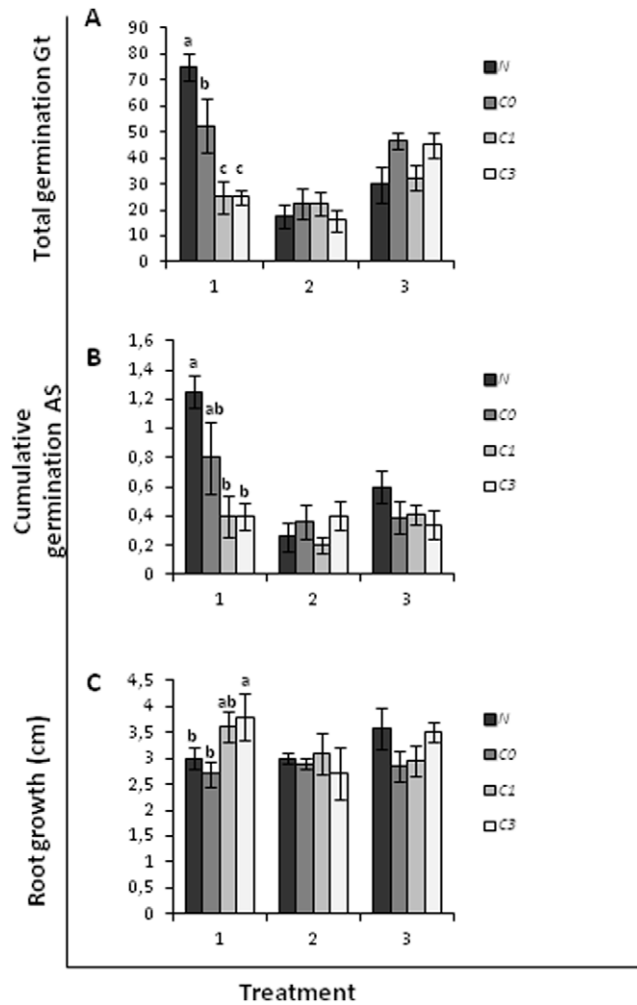 A
Total germination Gt
90
80
70
60
50
40
30
20
10
0
a
b
c
c
1
2
3
N
C0
C1
C3
B
Cumulative
germination AS
1,6
1,4
1,2
1
0,8
0,6
0,4
0,2
0
a
ab
b
b
1
2
3
N
C0
C1
C3
C
Root growth (cm)
4,5
4
3,5
3
2,5
2
1,5
1
0,5
0
b
b
ab
a
1
2
3
N
C0
C1
C3
Treatment